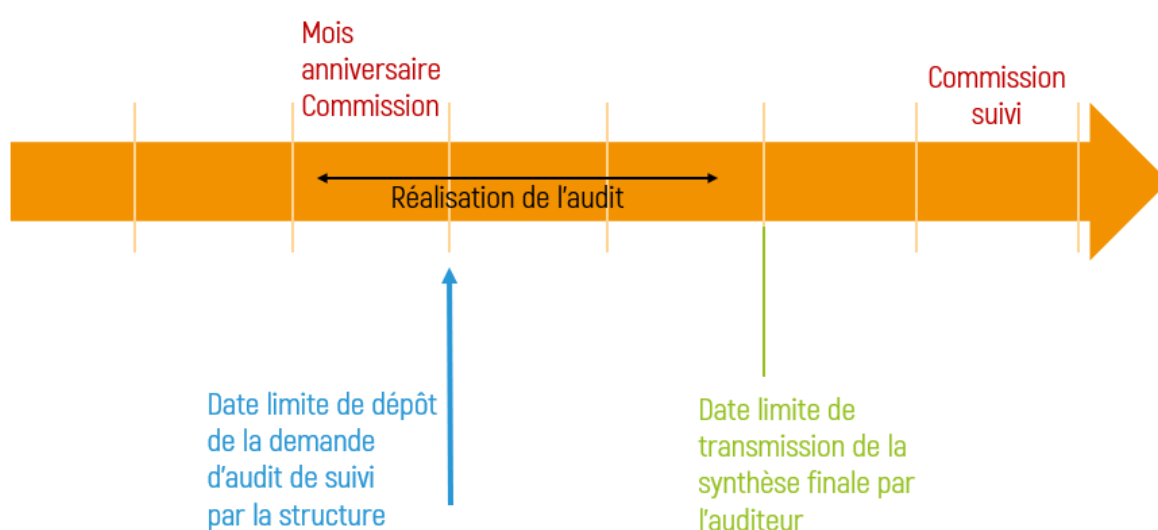 Mois
anniversaire
Commission
Commission
suivi
Réalisation de l'audit
Date limite de dépôt
de la demande
d'audit de suivi
par la structure
Date limite de
transmission de la
synthèse finale par
l'auditeur